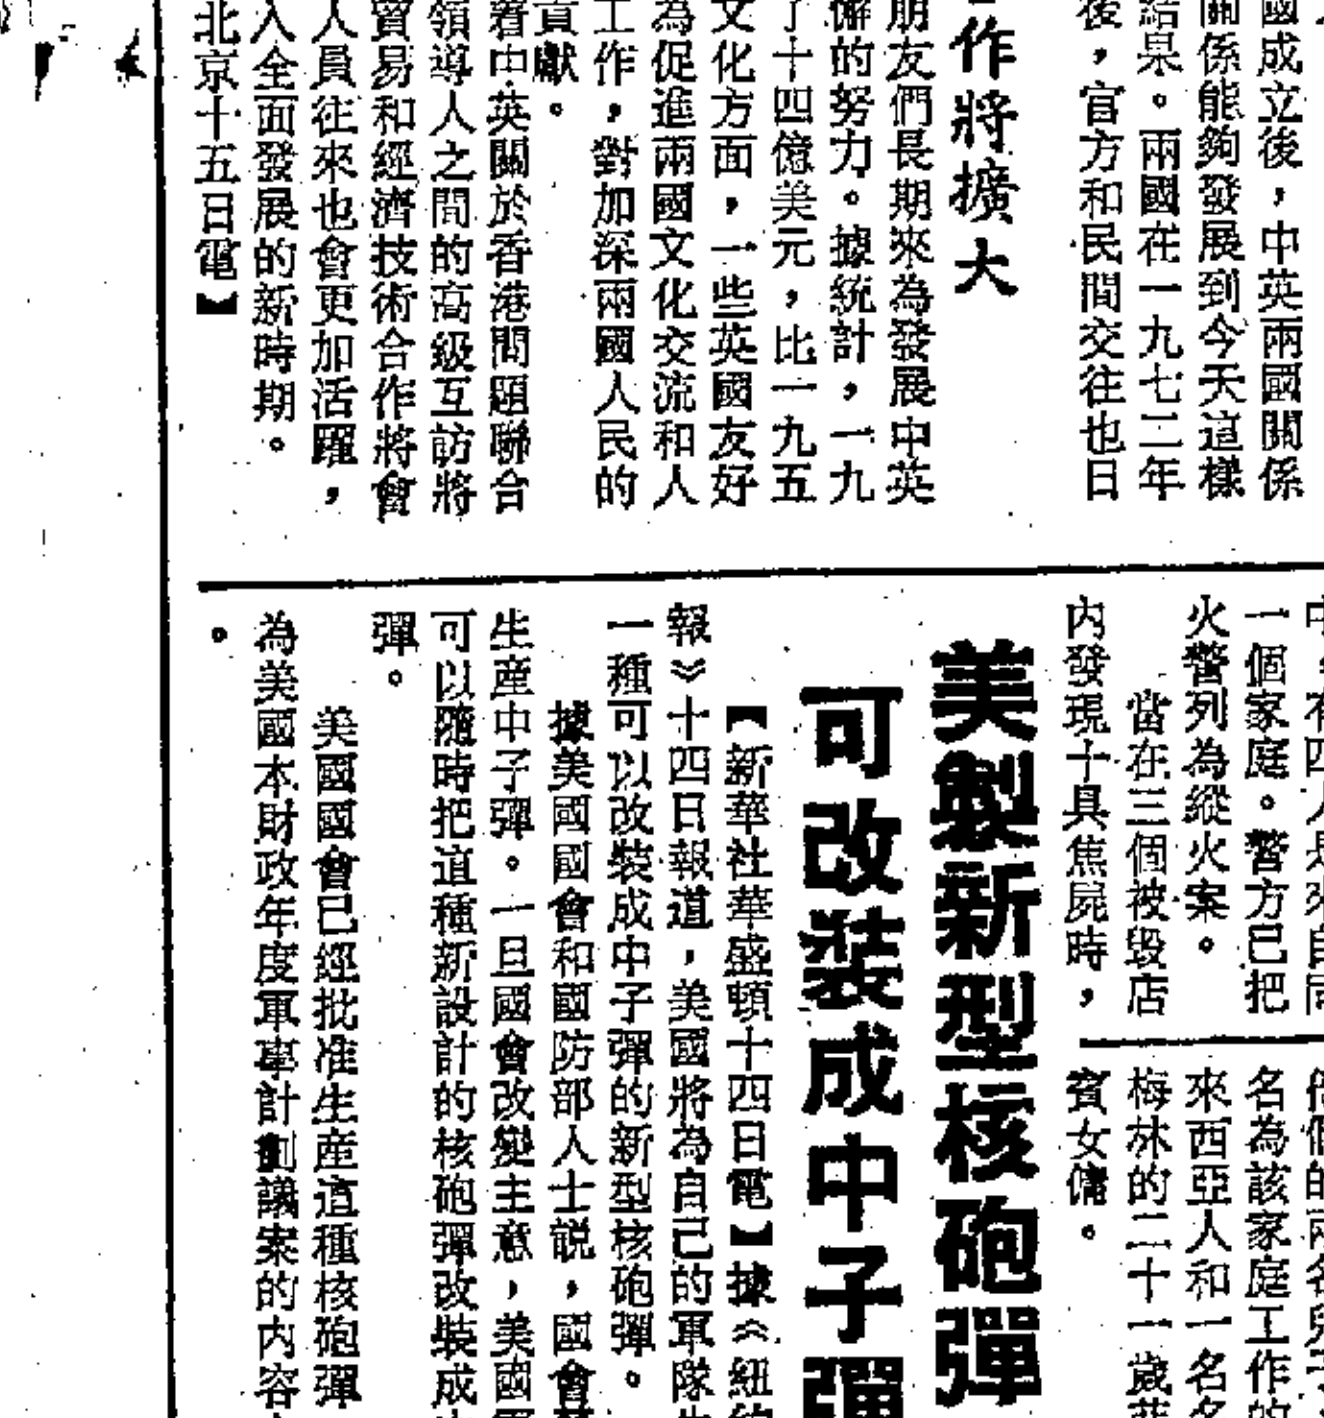 國成立後，中英兩國關係
關係能夠發展到今天這樣
結果。兩國在一九七二年
後，官方和民間交往也日
作將擴大
朋友們長期來為發展中英
懈的努力。據統計，一九
了十四億美元，比一九五
文化方面，一些英國友好
為促進兩國文化交流和人
工作，對加深兩國人民的
貢獻。
着中英關於香港問題聯合
領導人之間的高級互訪將
貿易和經濟技術合作將會
人員往來也會更加活躍，
入全面發展的新時期。
北京十五日電】
中，有四人是來自同
一個家庭。警方已把
火警列為縱火案。
當在三個被毀店
內發現十具焦屍時，
名為該家庭工作的
來西亞人和一名
梅林的二十一歲菲
賓女傭。
美製新型核砲彈
可改裝成中子彈
【新華社華盛頓十四日電】據《紐約
報》十四日報道，美國將為自己的軍隊生
一種可以改裝成中子彈的新型核砲彈。
據美國國會和國防部人士說，國會禁
生產中子彈。一旦國會改變主意，美國軍
可以隨時把這種新設計的核砲彈改裝成中
彈。
美國國會已經批准生產這種核砲彈
為美國本財政年度軍事計劃議案的內容
。